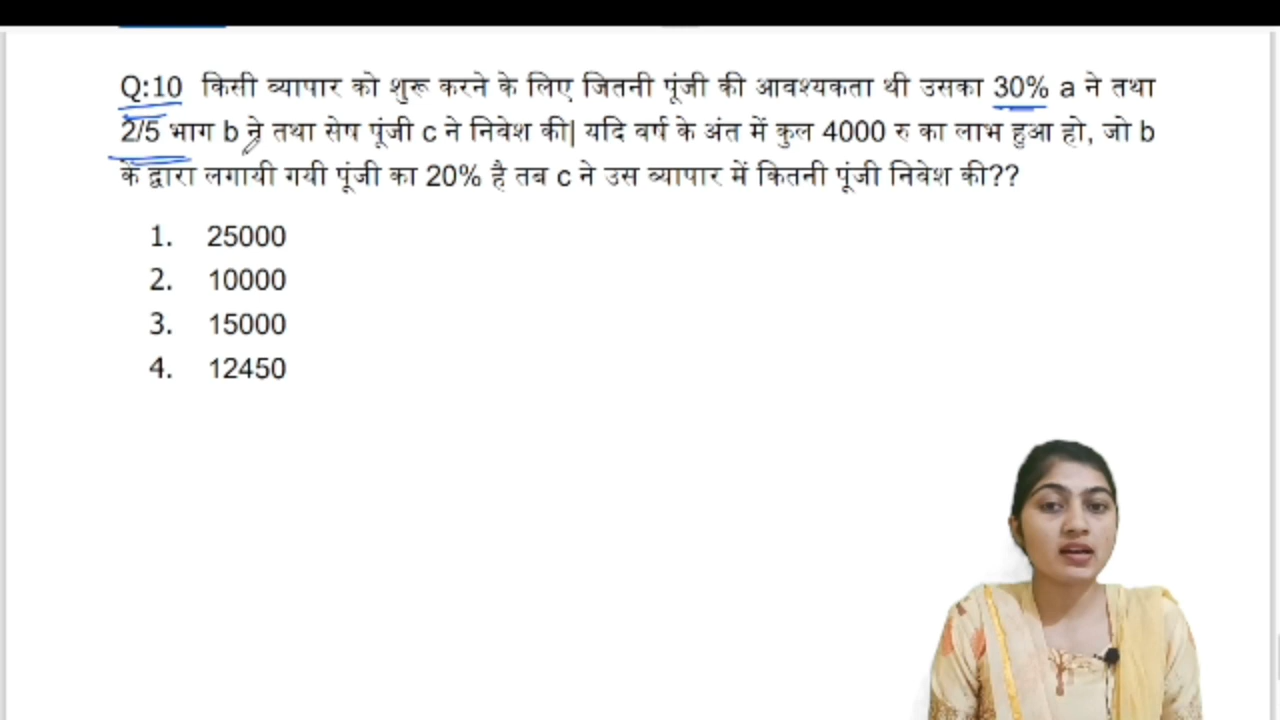 Q:10 किसी व्यापार को शुरू करने के लिए जितनी पूंजी की आवश्यकता थी उसका 30% a ने तथा
2/5 भाग b ने तथा सेष पूंजी c ने निवेश की| यदि वर्ष के अंत में कुल 4000 रु का लाभ हुआ हो, जो b
के द्वारा लगायी गयी पूंजी का 20% है तब c ने उस व्यापार में कितनी पूंजी निवेश की??
1. 25000
2. 10000
3. 15000
4. 12450